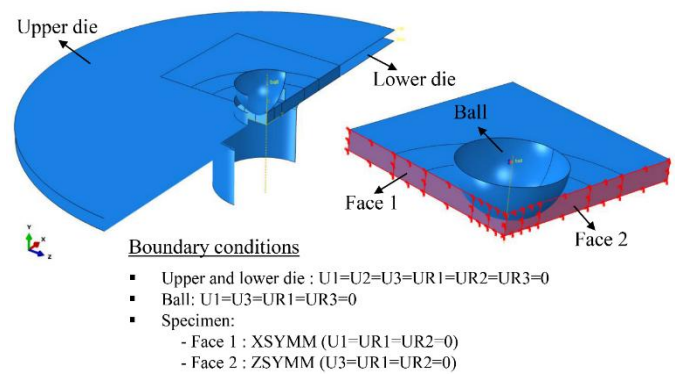 Upper die
Lower die
Ball
Face 1
Face 2
Boundary conditions
▪ Upper and lower die : U1=U2=U3=UR1=UR2=UR3=0
▪ Ball: U1=U3=UR1=UR3=0
▪ Specimen:
- Face 1 : XSYMM (U1=UR1=UR2=0)
- Face 2 : ZSYMM (U3=UR1=UR2=0)
Y
X
Z